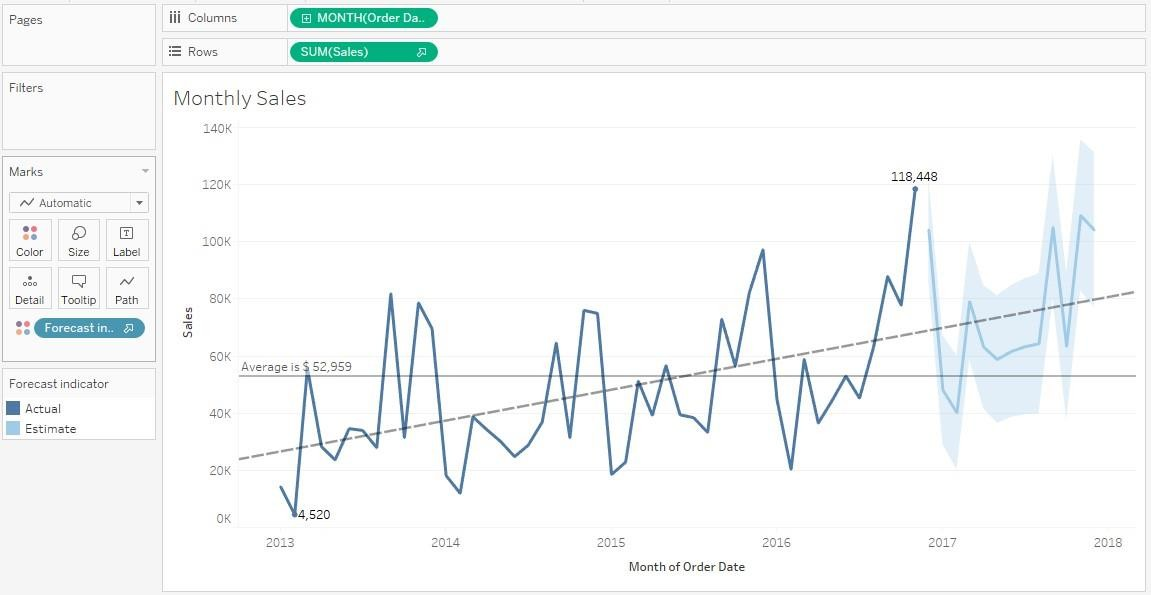 Pages
Columns
MONTH(Order Da..
Rows
SUM(Sales)
Filters
Marks
Automatic
Color
Size
Label
Detail
Tooltip
Path
Forecast in..
Forecast indicator
Actual
Estimate
Monthly Sales
140K
120K
100K
80K
60K
40K
20K
0K
Sales
118,448
Average is $ 52,959
4,520
2013
2014
2015
2016
2017
2018
Month of Order Date